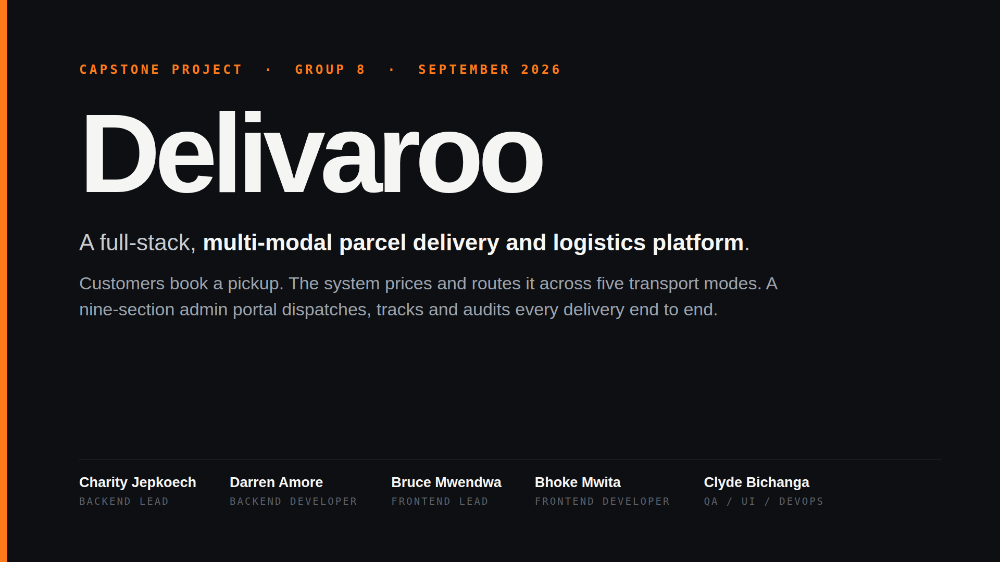 CAPSTONE PROJECT · GROUP 8 · SEPTEMBER 2026
Delivaroo
A full-stack, multi-modal parcel delivery and logistics platform.
Customers book a pickup. The system prices and routes it across five transport modes. A
nine-section admin portal dispatches, tracks and audits every delivery end to end.
Charity Jepkoech
BACKEND LEAD
Darren Amore
BACKEND DEVELOPER
Bruce Mwendwa
FRONTEND LEAD
Bhoke Mwita
FRONTEND DEVELOPER
Clyde Bichanga
QA / UI / DEVOPS